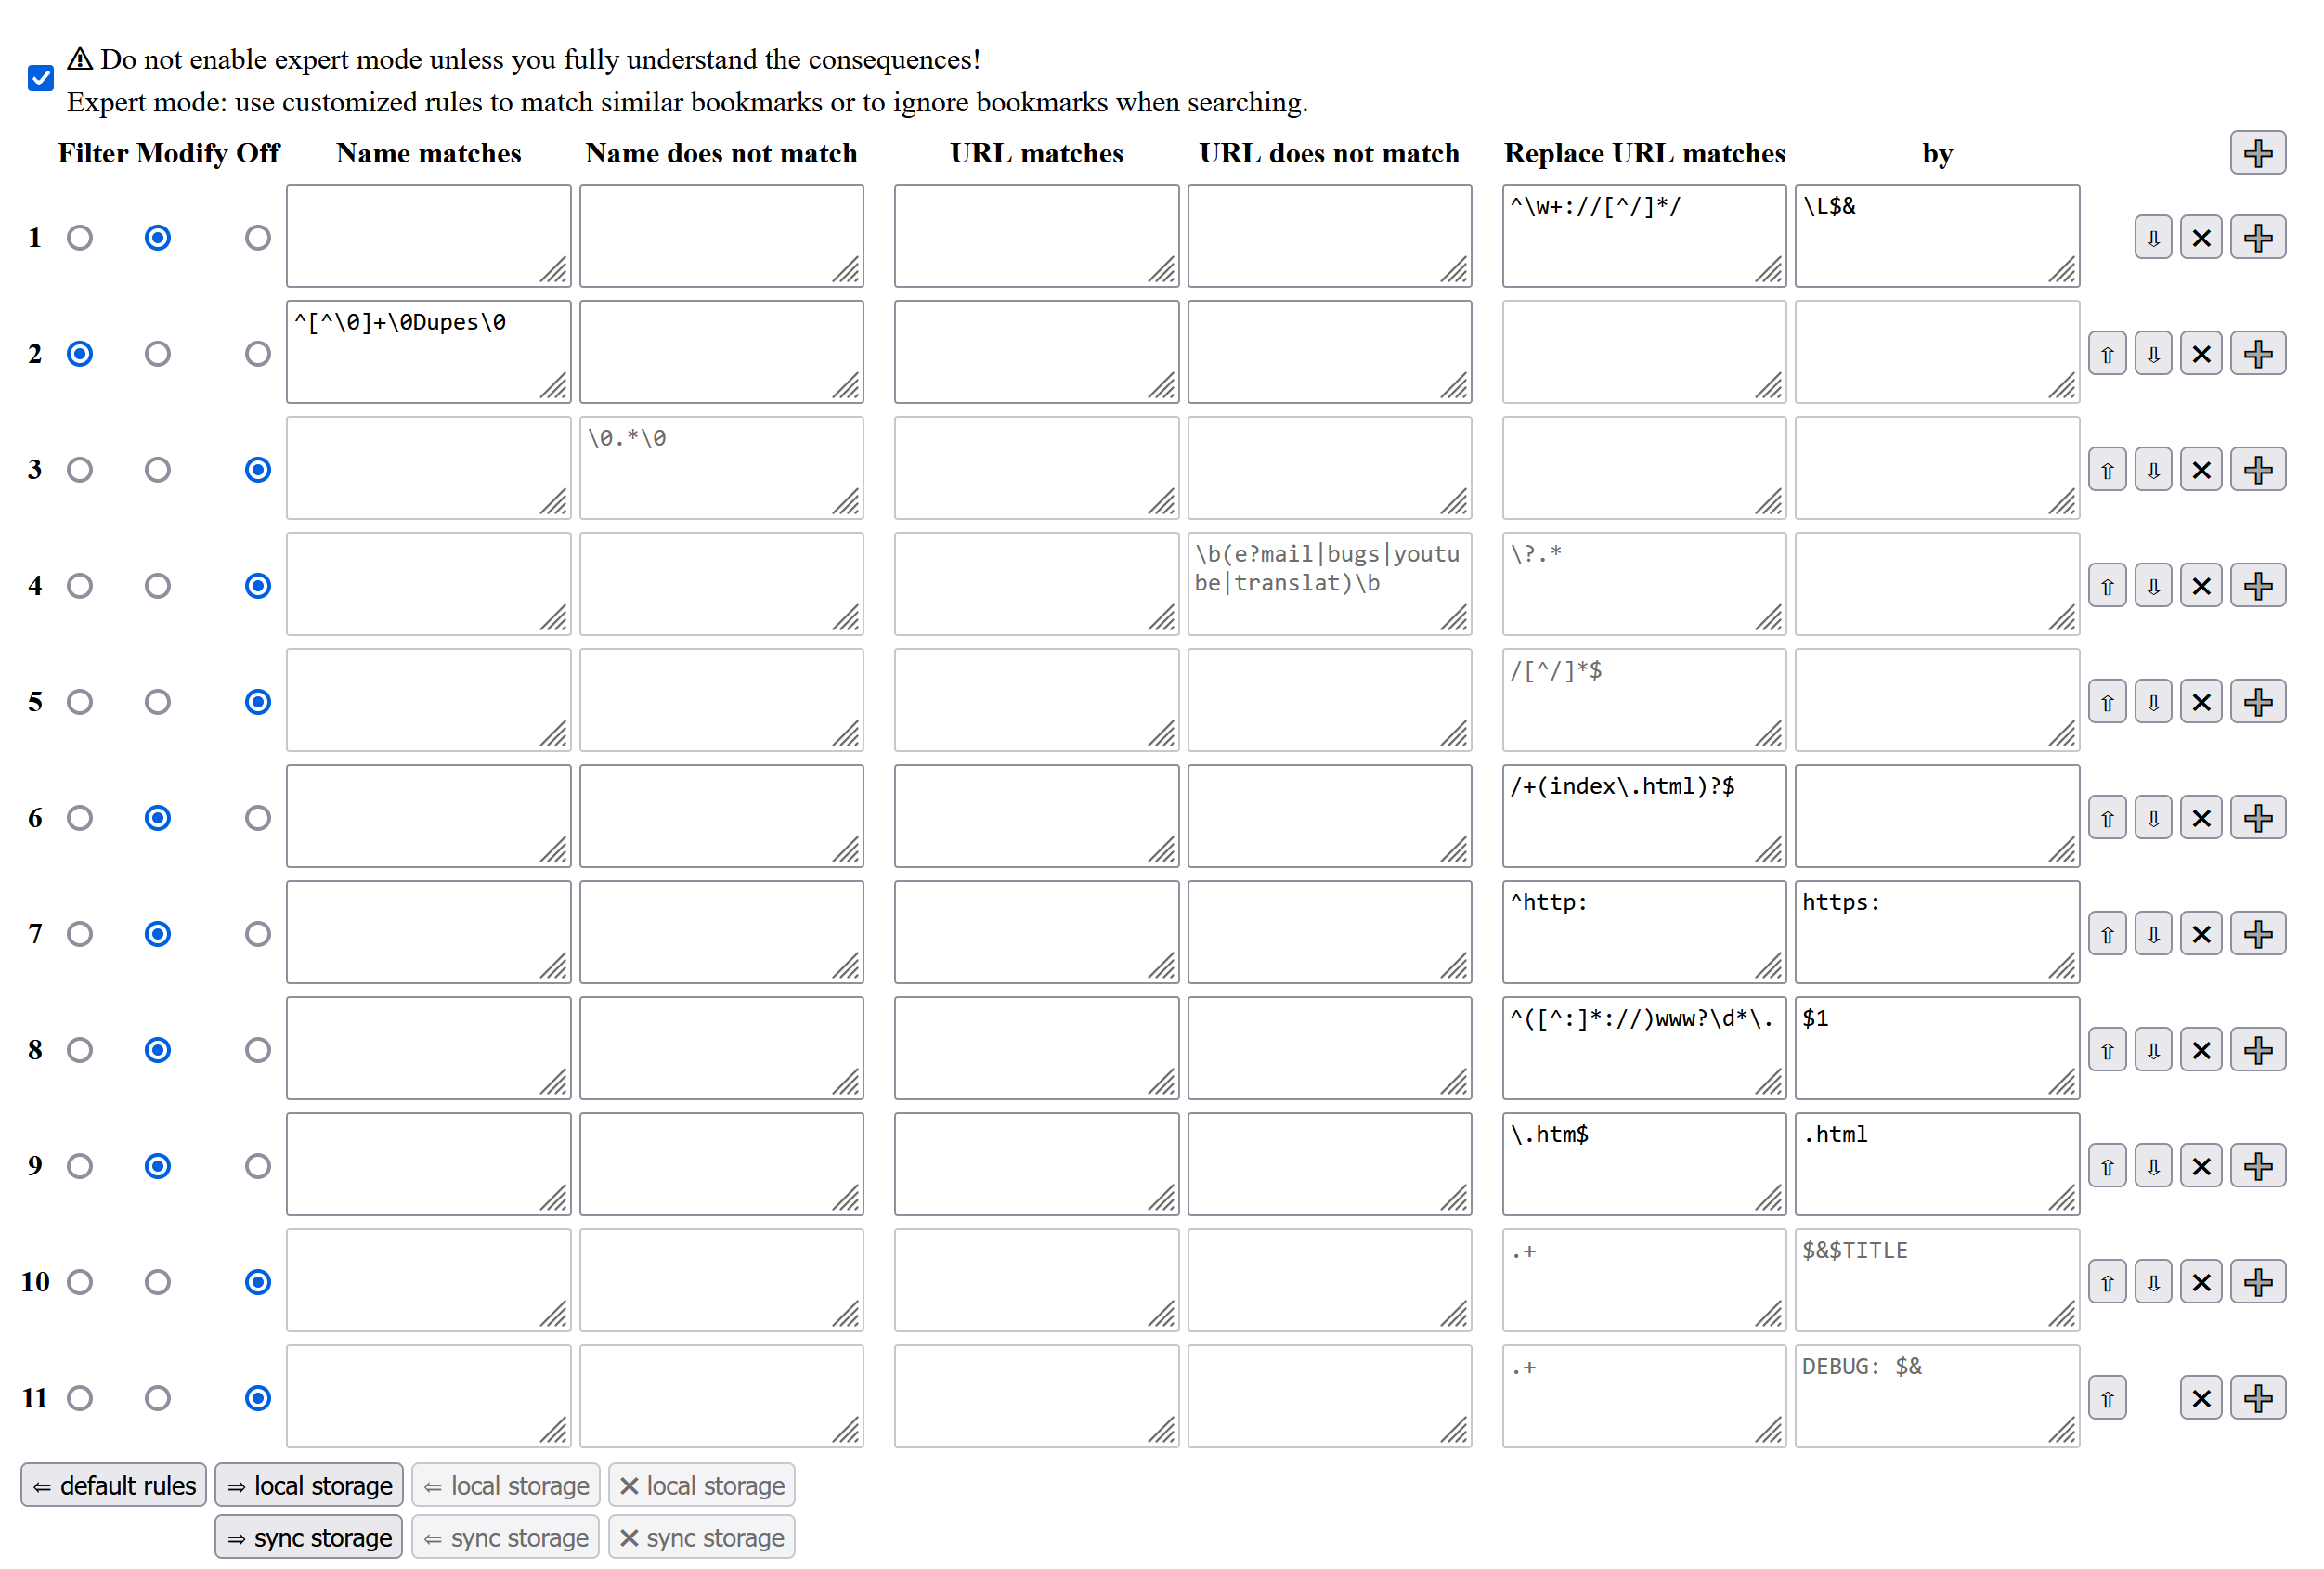 ⚠ Do not enable expert mode unless you fully understand the consequences!
Expert mode: use customized rules to match similar bookmarks or to ignore bookmarks when searching.
Filter Modify Off Name matches Name does not match URL matches URL does not match Replace URL matches by
1 ^\w+://[^/]*/ \L$&
2 ^[^\0]+\0Dupes\0
3 \0.*\0
4 \b(e?mail|bugs|youtu \?.*
be|translat)\b
5 /[^/]*$
6 /+(index\.html)?$
7 ^http: https:
8 ^([^:]*://)www?\d*\. $1
9 \.htm$ .html
10 .+ $&$TITLE
11 .+ DEBUG: $&
⇐ default rules ⇒ local storage ⇐ local storage ✕ local storage
⇒ sync storage ⇐ sync storage ✕ sync storage